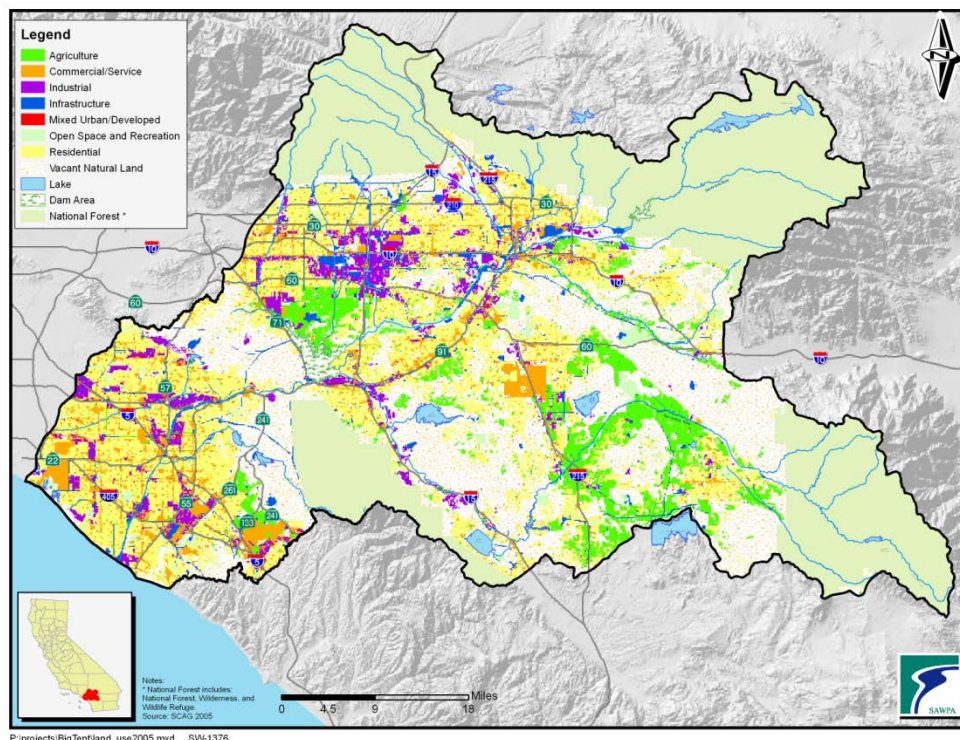 Legend
Agriculture
Commercial/Service
Industrial
Infrastructure
Mixed Urban/Developed
Open Space and Recreation
Residential
Vacant Natural Land
Lake
Dam Area
National Forest *
N
15
215
210
30
30
10
10
60
10
60
71
10
60
91
57
241
5
22
405
55
261
133
241
5
15
215
Notes:
* National Forest includes:
National Forest, Wilderness, and
Wildlife Refuge.
Source: SCAG 2005
Miles
0 4.5 9 18
SAWPA
P:\projects\BigTent\land_use2005.mxd SW-1376